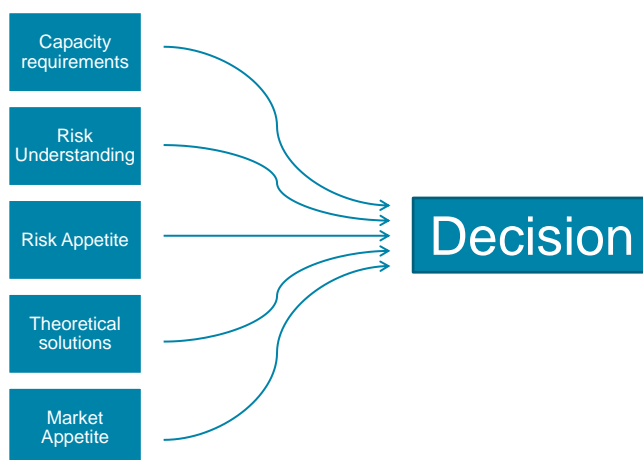 Capacity
requirements
Risk
Understanding
Risk Appetite
Theoretical
solutions
Market
Appetite
Decision